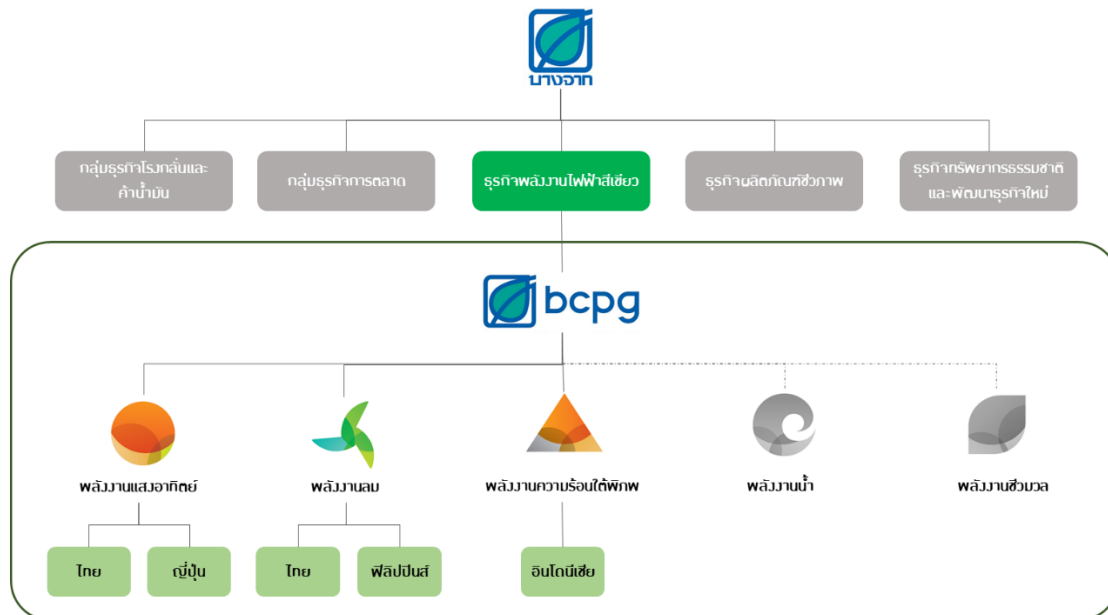 บางจาก
กลุ่มธุรกิจโรงกลั่นและ
ค้าน้ำมัน
กลุ่มธุรกิจการตลาด
ธุรกิจพลังงานไฟฟ้าสีเขียว
ธุรกิจผลิตภัณฑ์ชีวภาพ
ธุรกิจทรัพยากรธรรมชาติ
และพัฒนาธุรกิจใหม่
bcpg
พลังงานแสงอาทิตย์
พลังงานลม
พลังงานความร้อนใต้พิภพ
พลังงานน้ำ
พลังงานชีวมวล
ไทย
ญี่ปุ่น
ไทย
ฟิลิปปินส์
อินโดนีเซีย